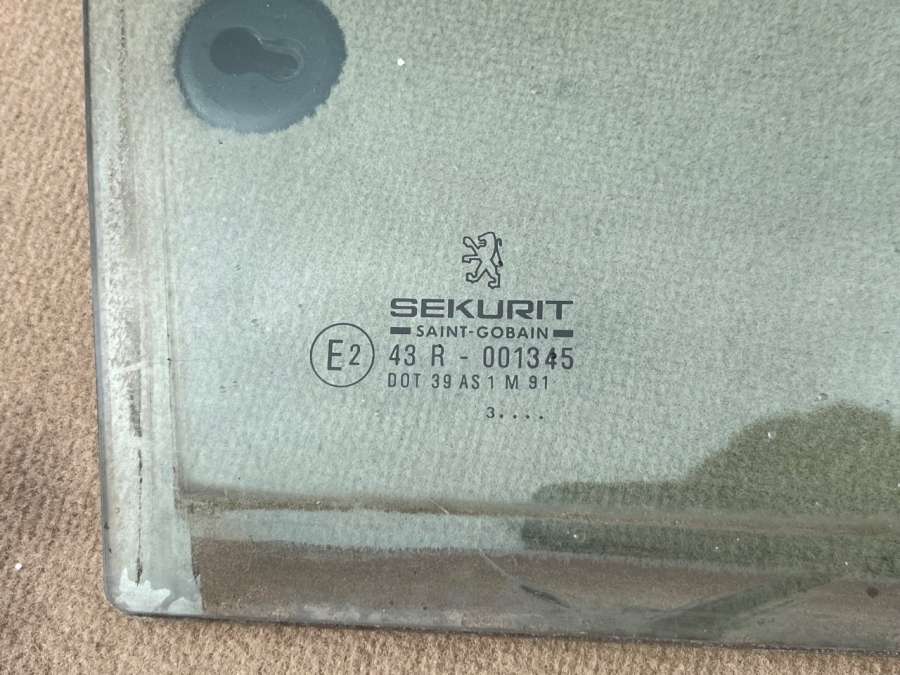 SEKURIT
SAINT-GOBAIN
E2 43 R - 001345
DOT 39 AS 1 M 91
3....